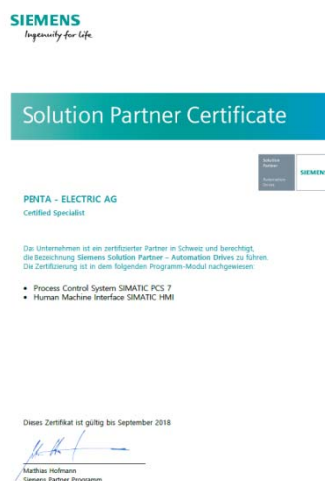 SIEMENS
Ingenuity for life
Solution Partner Certificate
Solution
Partner
Automation
Drives
SIEMENS
PENTA - ELECTRIC AG
Certified Specialist
Das Unternehmen ist ein zertifizierter Partner in Schweiz und berechtigt,
die Bezeichnung Siemens Solution Partner – Automation Drives zu führen.
Die Zertifizierung ist in dem folgenden Programm-Modul nachgewiesen:
• Process Control System SIMATIC PCS 7
• Human Machine Interface SIMATIC HMI
Dieses Zertifikat ist gültig bis September 2018
Mathias Hofmann
Siemens Partner Programm